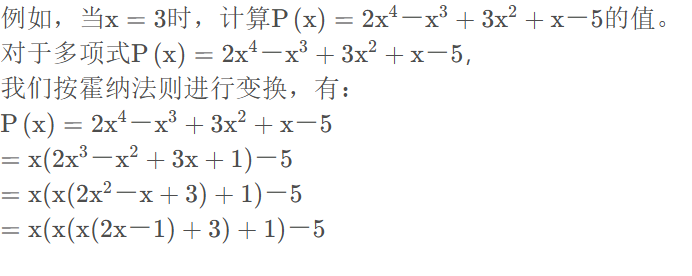 例如，当x = 3时，计算P (x) = 2x⁴－x³ + 3x² + x－5的值。
对于多项式P (x) = 2x⁴－x³ + 3x² + x－5,
我们按霍纳法则进行变换，有：
P (x) = 2x⁴－x³ + 3x² + x－5
= x(2x³－x² + 3x + 1)－5
= x(x(2x²－x + 3) + 1)－5
= x(x(x(2x－1) + 3) + 1)－5